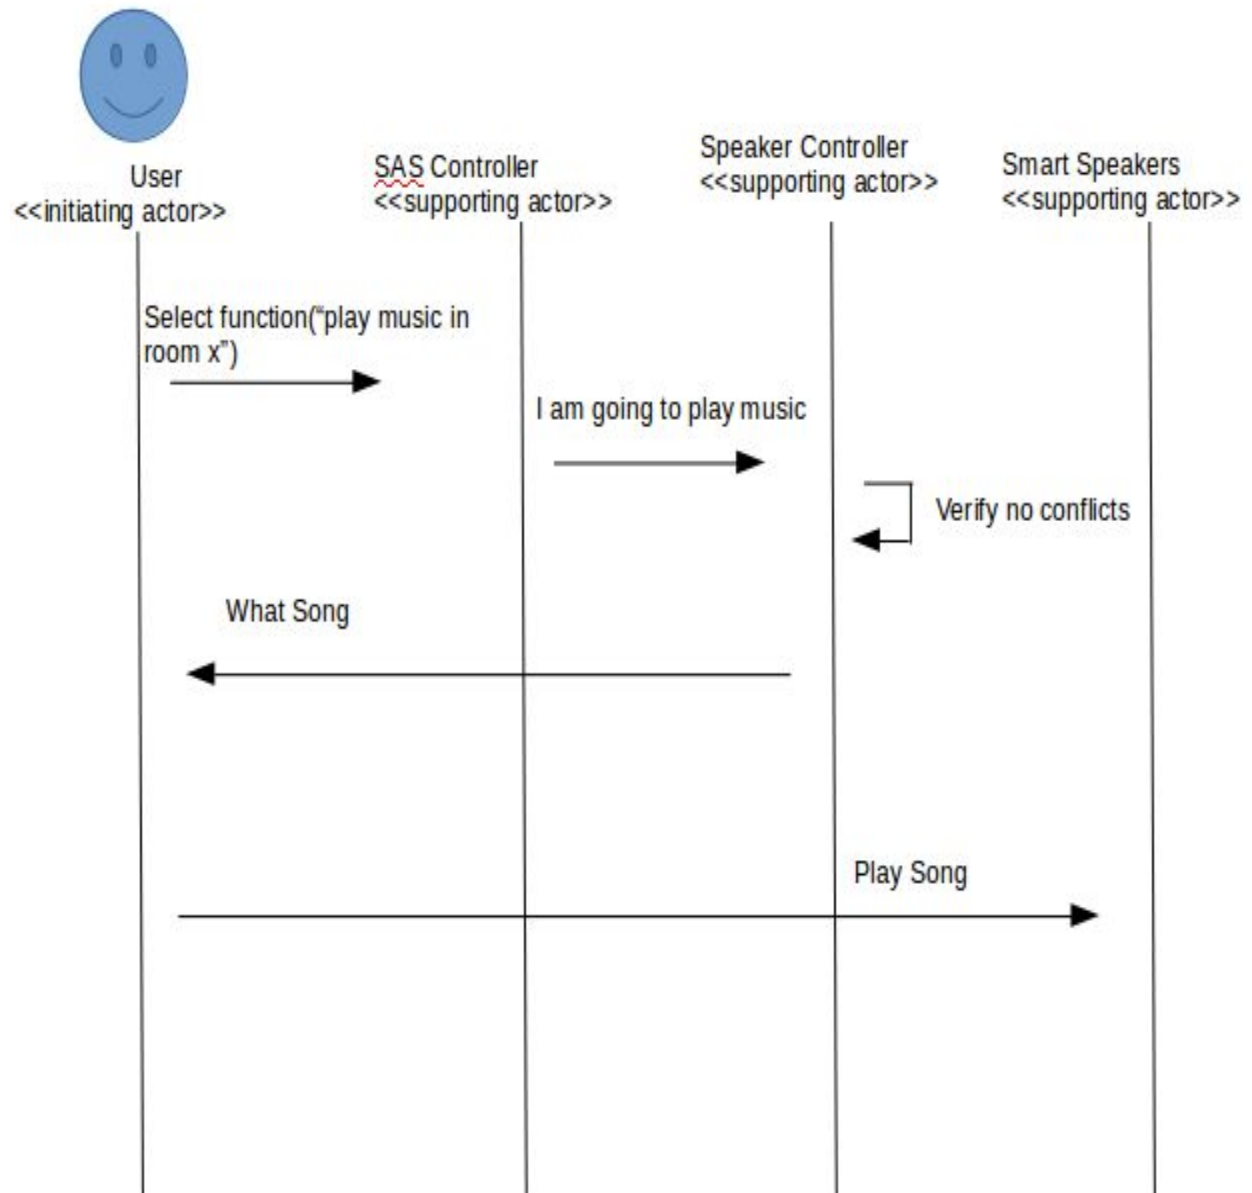 User
<<initiating actor>>
SAS Controller
<<supporting actor>>
Speaker Controller
<<supporting actor>>
Smart Speakers
<<supporting actor>>
Select function(“play music in
room x”)
I am going to play music
Verify no conflicts
What Song
Play Song